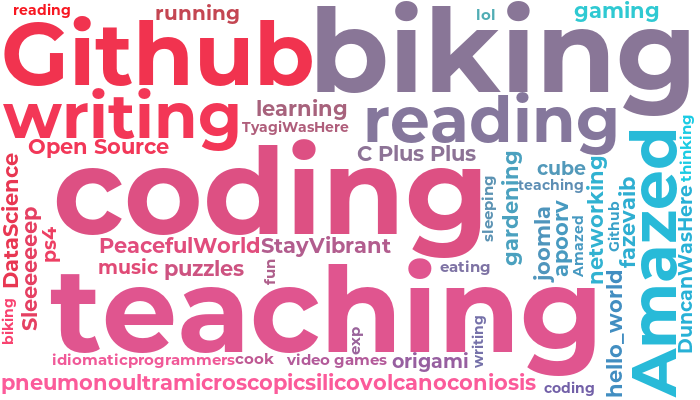 reading
running
lol
gaming
Github
biking
writing
learning
reading
TyagiWasHere
Open Source
C Plus Plus
coding
DataScience
Sleeeeeeep
ps4
biking
PeacefulWorld
StayVibrant
music
puzzles
fun
eating
sleeping
gardening
cube
teaching
joomla
apoorv
Amazed
networking
Github
fazevaib
Amazed
thinking
DuncanWasHere
hello_world
teaching
exp
writing
idiomaticprogrammers
cook
video games
origami
pneumonoultramicroscopicsilicovolcanoconiosis
coding